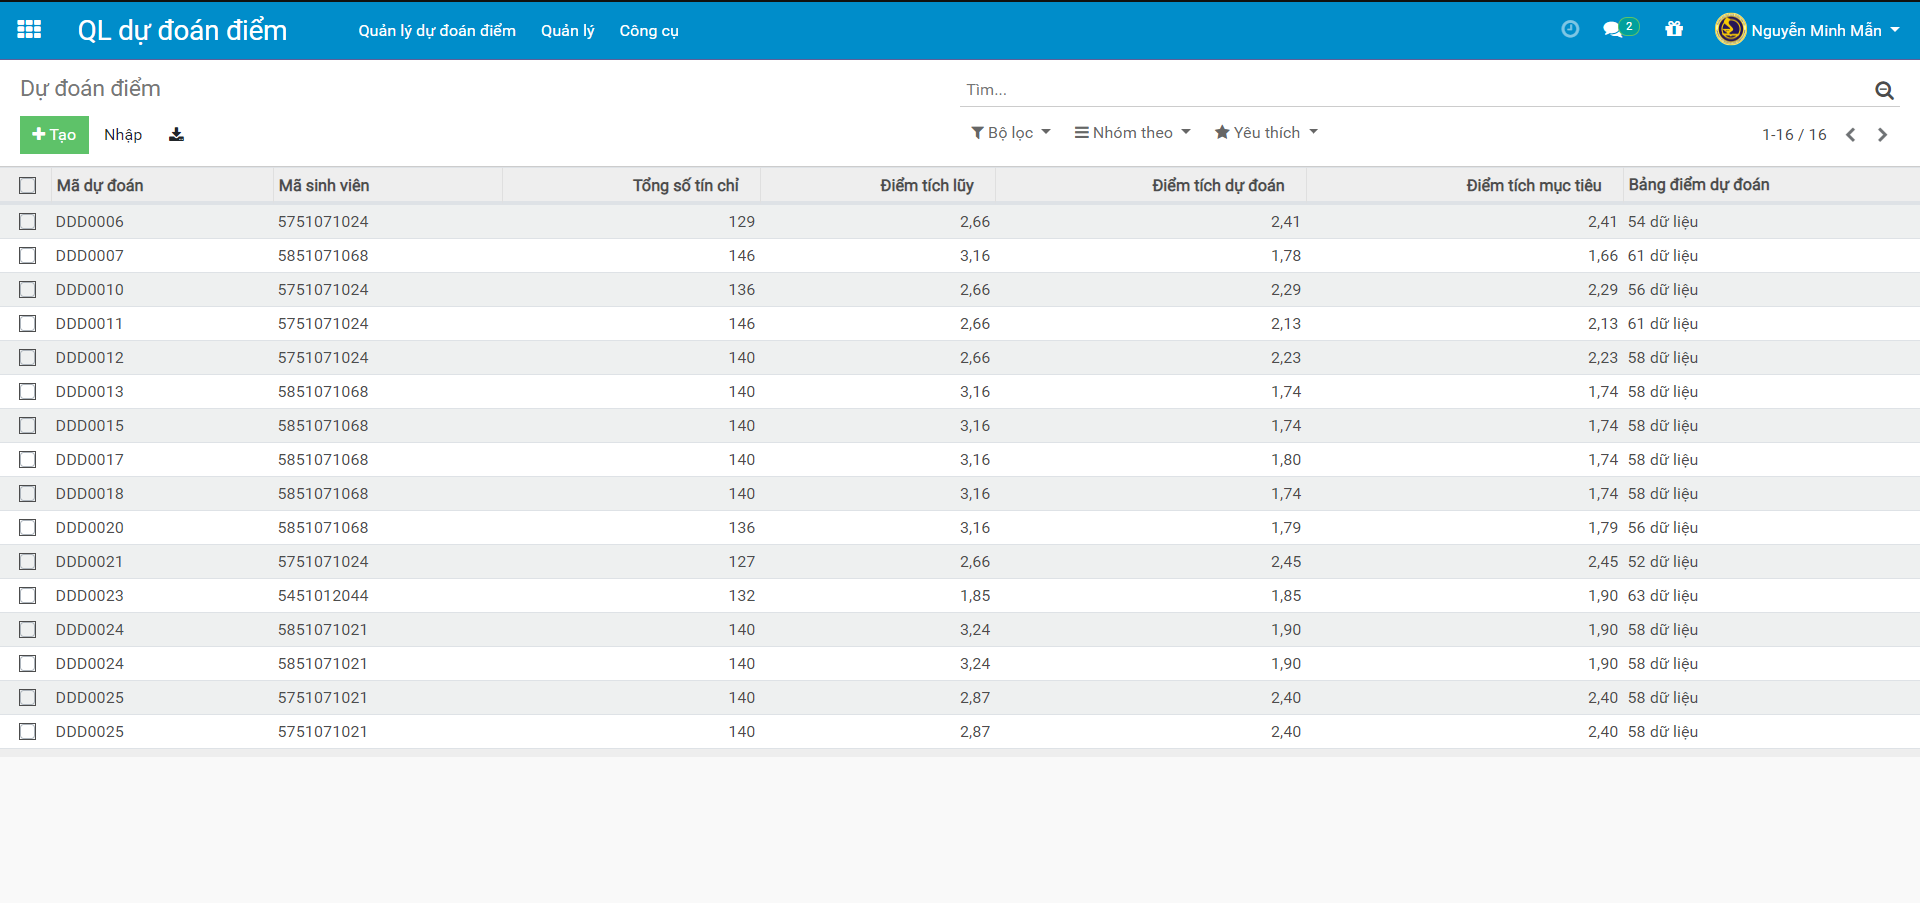 QL dự đoán điểm Quản lý dự đoán điểm Quản lý Công cụ 2 Nguyễn Minh Mẫn
Dự đoán điểm Tìm...
Tạo Nhập Bộ lọc Nhóm theo Yêu thích 1-16 / 16
Mã dự đoán Mã sinh viên Tổng số tín chỉ Điểm tích lũy Điểm tích dự đoán Điểm tích mục tiêu Bảng điểm dự đoán
DDD0006 5751071024 129 2,66 2,41 2,41 54 dữ liệu
DDD0007 5851071068 146 3,16 1,78 1,66 61 dữ liệu
DDD0010 5751071024 136 2,66 2,29 2,29 56 dữ liệu
DDD0011 5751071024 146 2,66 2,13 2,13 61 dữ liệu
DDD0012 5751071024 140 2,66 2,23 2,23 58 dữ liệu
DDD0013 5851071068 140 3,16 1,74 1,74 58 dữ liệu
DDD0015 5851071068 140 3,16 1,74 1,74 58 dữ liệu
DDD0017 5851071068 140 3,16 1,80 1,74 58 dữ liệu
DDD0018 5851071068 140 3,16 1,74 1,74 58 dữ liệu
DDD0020 5851071068 136 3,16 1,79 1,79 56 dữ liệu
DDD0021 5751071024 127 2,66 2,45 2,45 52 dữ liệu
DDD0023 5451012044 132 1,85 1,85 1,90 63 dữ liệu
DDD0024 5851071021 140 3,24 1,90 1,90 58 dữ liệu
DDD0024 5851071021 140 3,24 1,90 1,90 58 dữ liệu
DDD0025 5751071021 140 2,87 2,40 2,40 58 dữ liệu
DDD0025 5751071021 140 2,87 2,40 2,40 58 dữ liệu